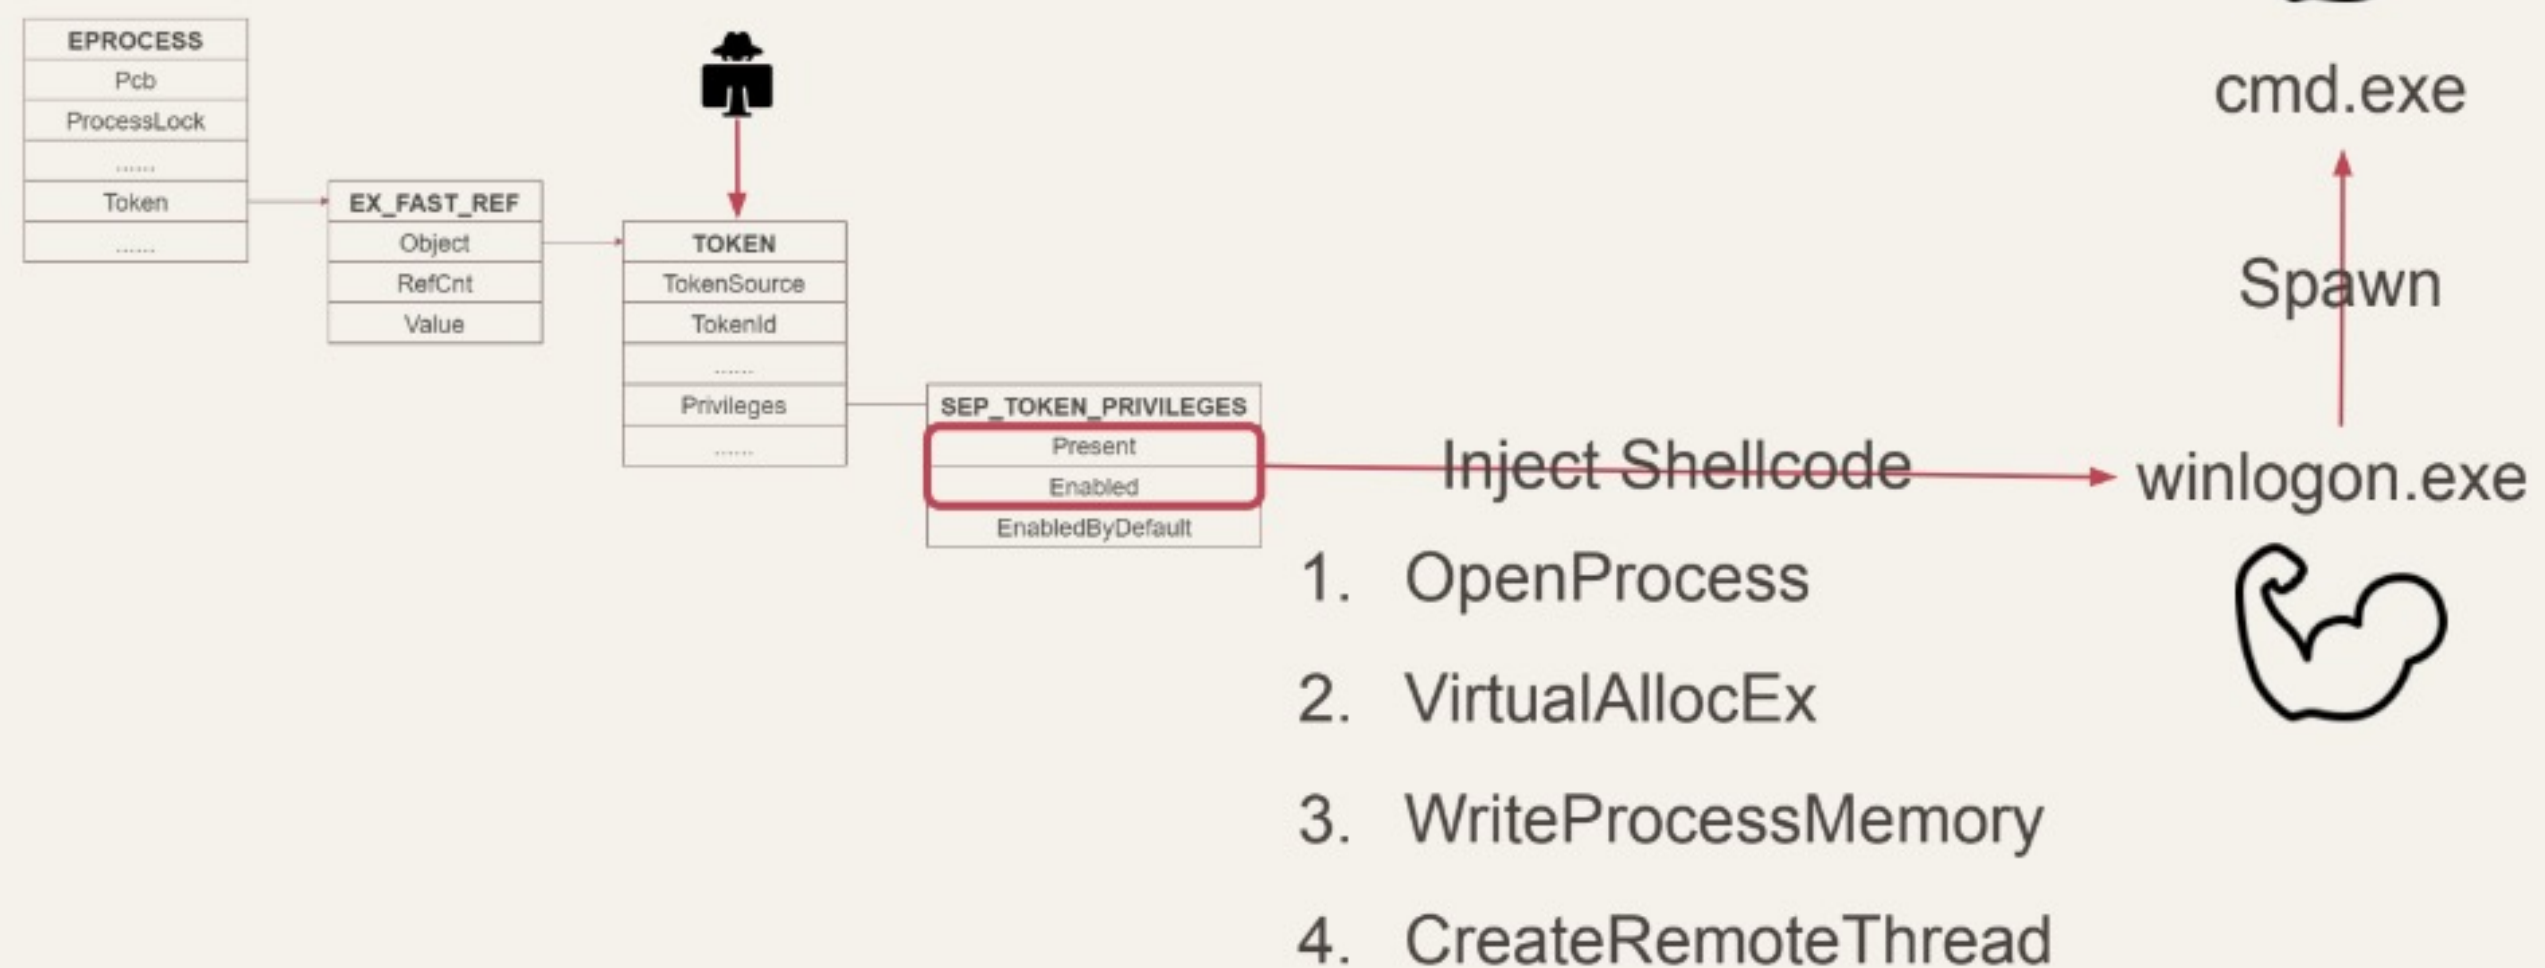 EPROCESS
Pcb
ProcessLock
......
Token
......
EX_FAST_REF
Object
RefCnt
Value
TOKEN
TokenSource
TokenId
......
Privileges
......
SEP_TOKEN_PRIVILEGES
Present
Enabled
EnabledByDefault
Inject Shellcode
1. OpenProcess
2. VirtualAllocEx
3. WriteProcessMemory
4. CreateRemoteThread
cmd.exe
Spawn
winlogon.exe